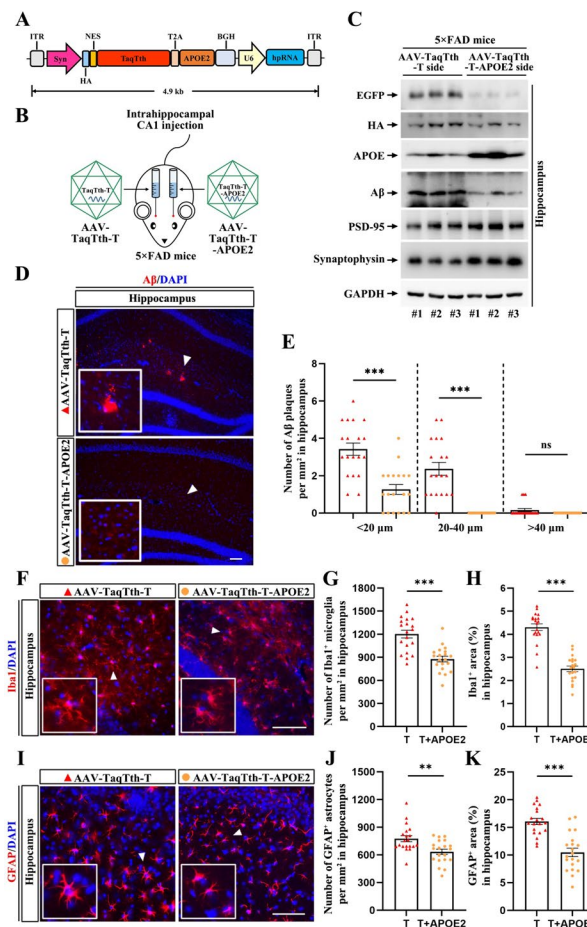 A
ITR
NES
T2A
BGH
ITR
Syn
TaqTth
APOE2
U6
hpRNA
HA
4.9 kb
B
Intrahippocampal
CA1 injection
TaqTth-T
TaqTth-T
-APOE2
AAV-
TaqTth-T
AAV-
TaqTth-T
-APOE2
5×FAD mice
C
5×FAD mice
AAV-TaqTth
-T side
AAV-TaqTth
-T-APOE2 side
EGFP
HA
APOE
Aβ
PSD-95
Synaptophysin
GAPDH
#1 #2 #3 #1 #2 #3
Hippocampus
D
Aβ/DAPI
Hippocampus
AAV-TaqTth-T
AAV-TaqTth-T-APOE2
E
Number of Aβ plaques
per mm² in hippocampus
8
6
4
2
0
***
***
ns
<20 μm
20-40 μm
>40 μm
F
AAV-TaqTth-T
AAV-TaqTth-T-APOE2
Iba1/DAPI
Hippocampus
G
Number of Iba1⁺ microglia
per mm² in hippocampus
1800
1500
1200
900
600
300
0
***
T T+APOE2
H
Iba1⁺ area (%)
in hippocampus
6
5
4
3
2
1
0
***
T T+APOE2
I
AAV-TaqTth-T
AAV-TaqTth-T-APOE2
GFAP/DAPI
Hippocampus
J
Number of GFAP⁺ astrocytes
per mm² in hippocampus
1500
1250
1000
750
500
250
0
**
T T+APOE2
K
GFAP⁺ area (%)
in hippocampus
25
20
15
10
5
0
***
T T+APOE2